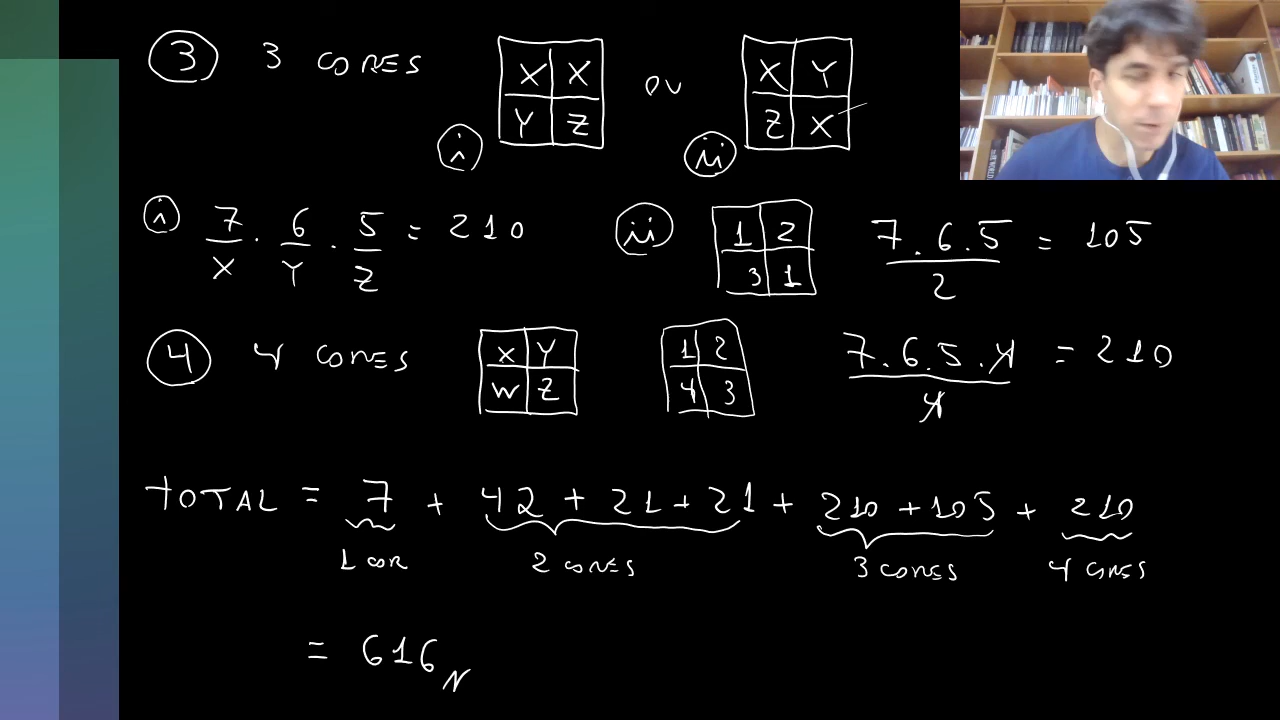 3 3 CORES X X Y Z OU X Y Z X
i ii
i 7/X . 6/Y . 5/Z = 210 ii 1 2 3 1 7.6.5/2 = 105
4 4 CORES X Y W Z 1 2 4 3 7.6.5.4/4 = 210
TOTAL = 7 + 42 + 21 + 21 + 210 + 105 + 210
1 COR 2 CORES 3 CORES 4 CORES
= 616